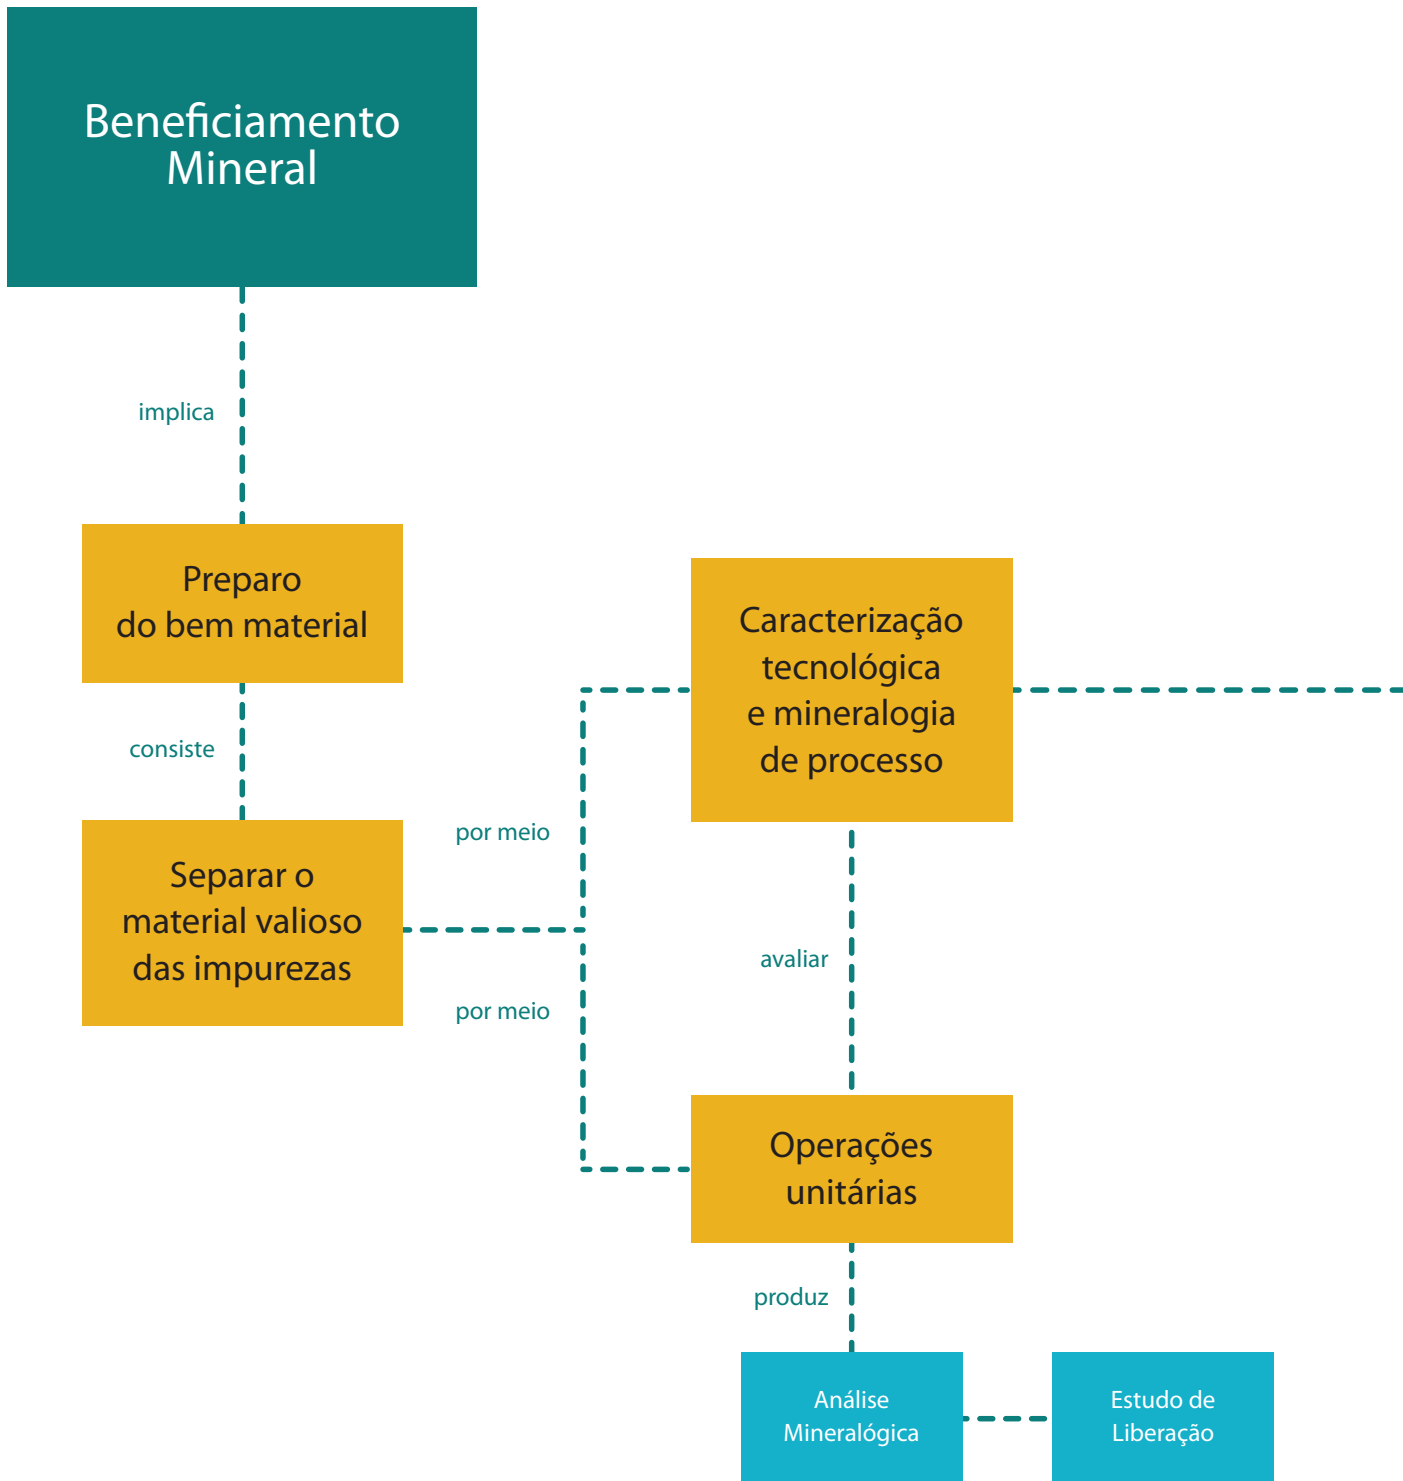 Beneficiamento
Mineral
implica
Preparo
do bem material
consiste
Separar o
material valioso
das impurezas
por meio
por meio
Caracterização
tecnológica
e mineralogia
de processo
avaliar
Operações
unitárias
produz
Análise
Mineralógica
Estudo de
Liberação